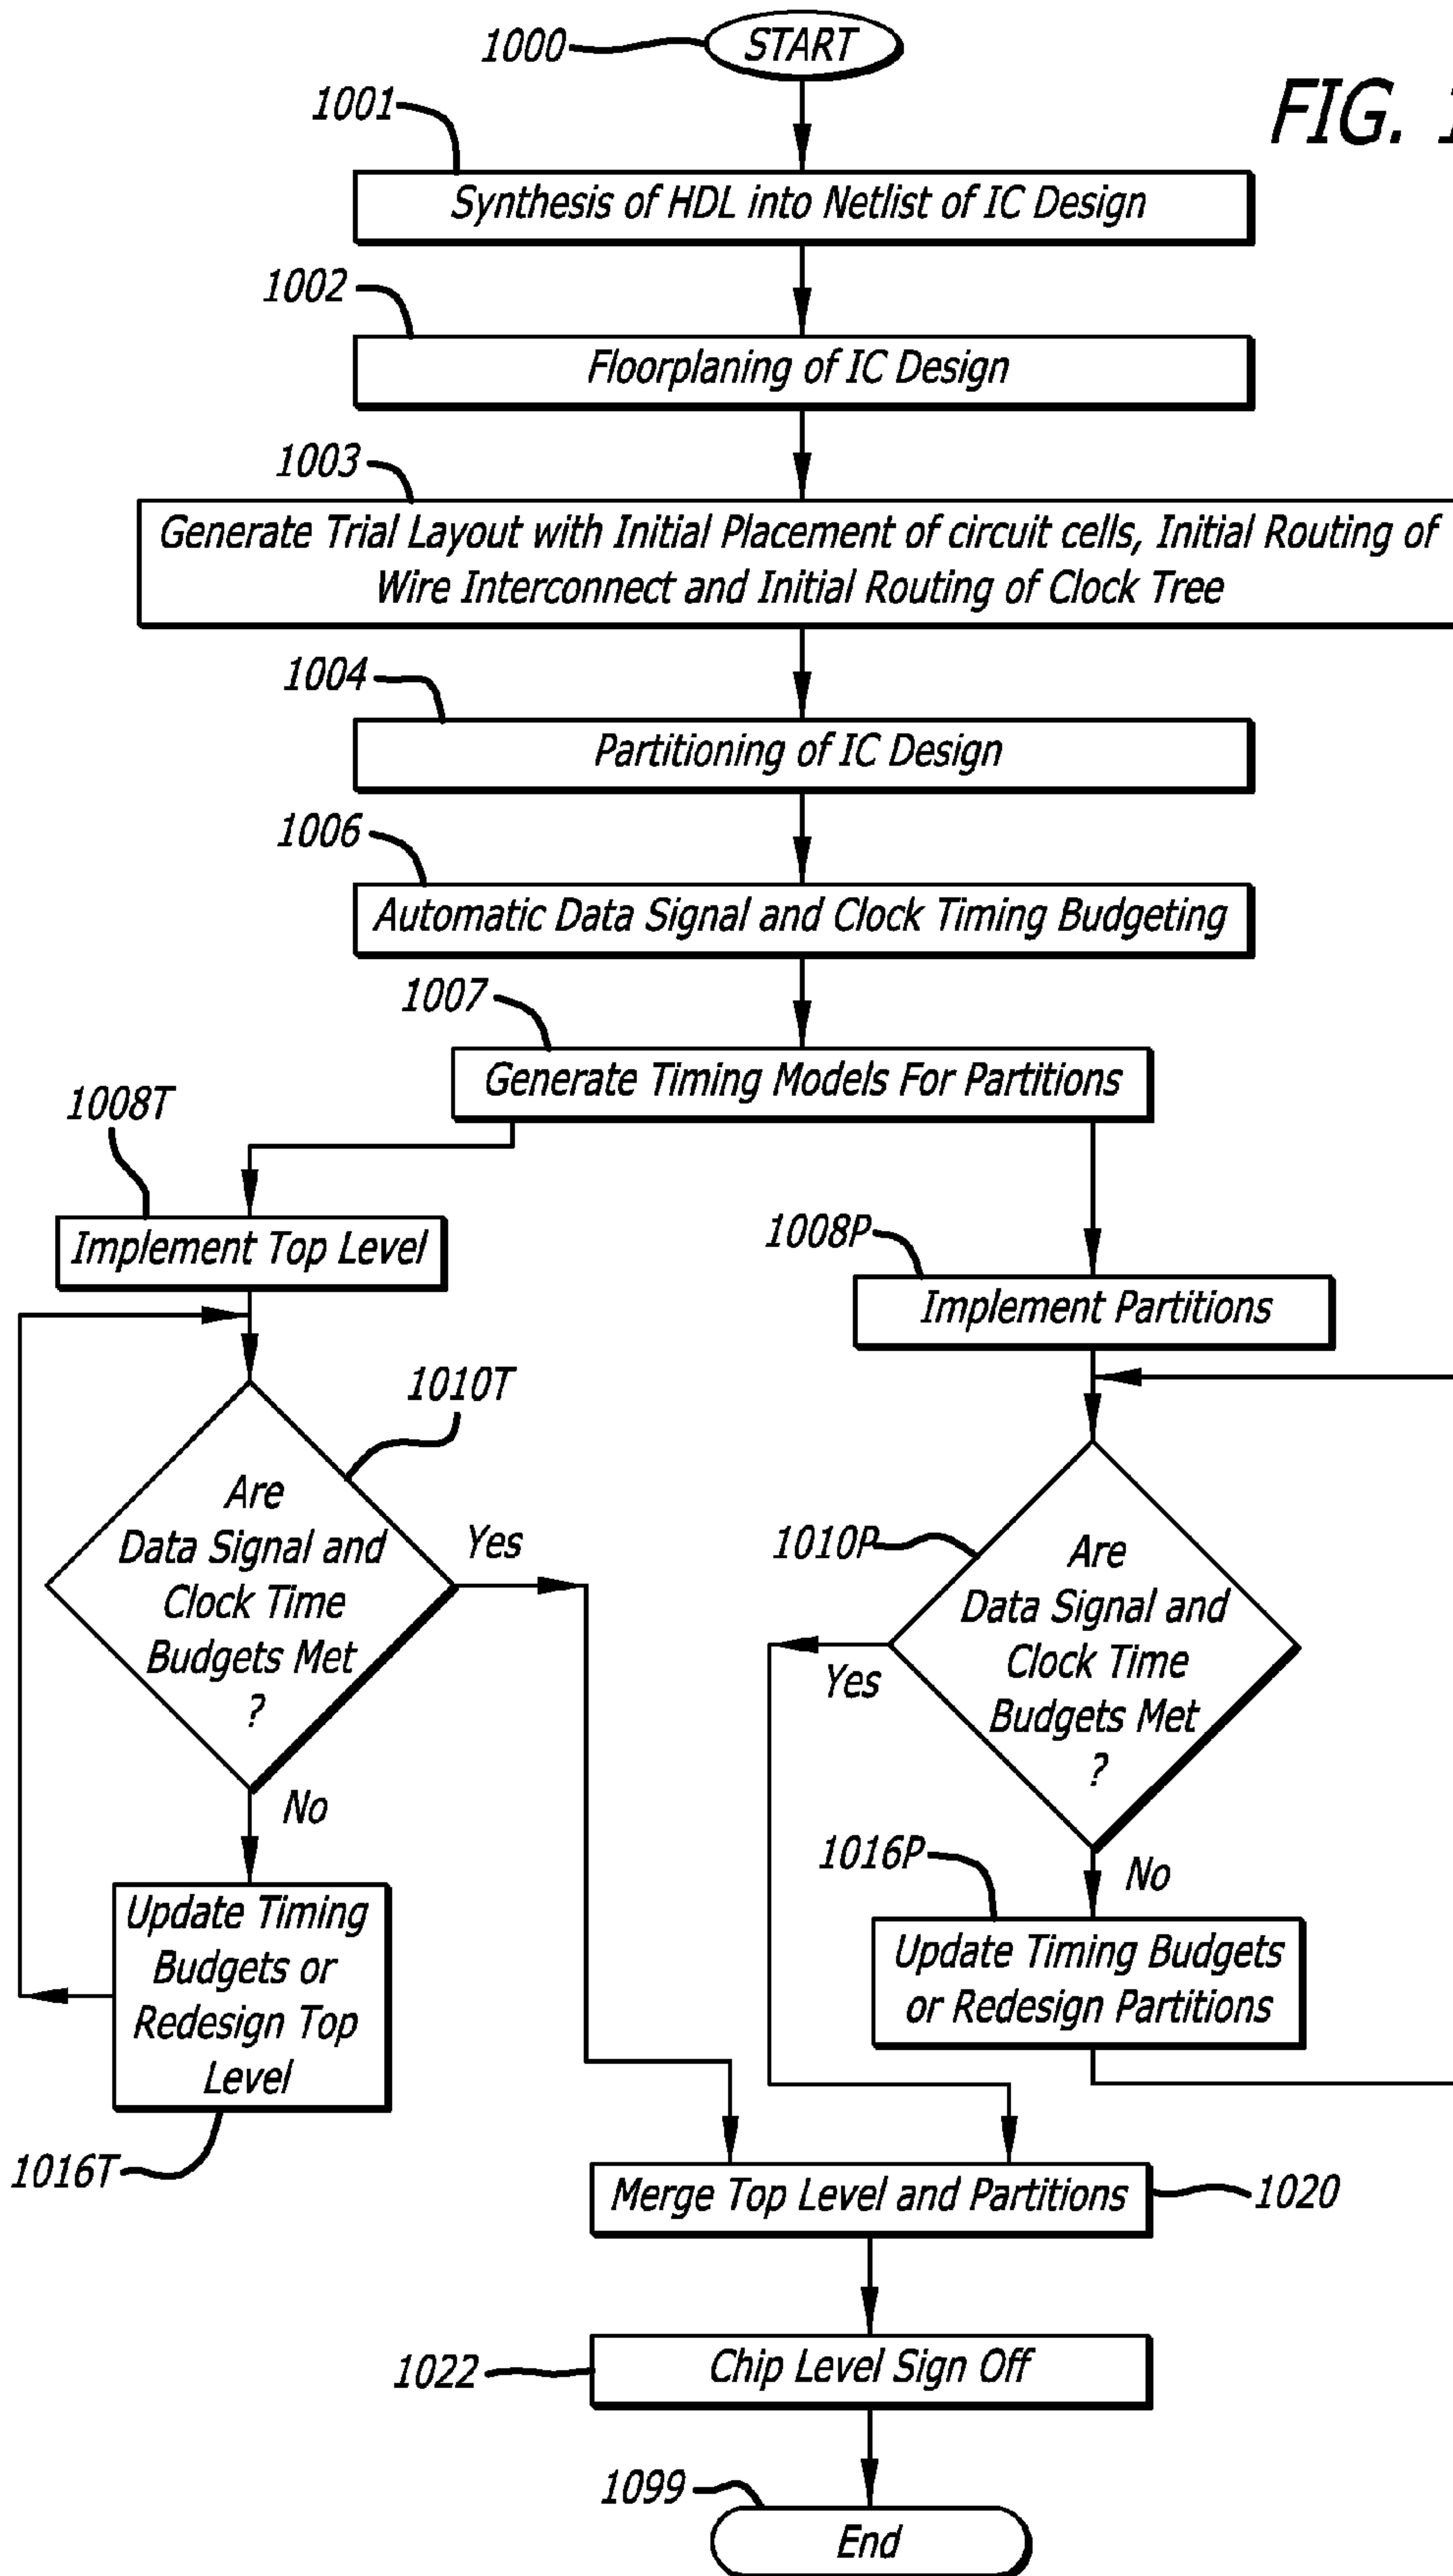 1000
START
FIG. 1
1001
Synthesis of HDL into Netlist of IC Design
1002
Floorplaning of IC Design
1003
Generate Trial Layout with Initial Placement of circuit cells, Initial Routing of
Wire Interconnect and Initial Routing of Clock Tree
1004
Partitioning of IC Design
1006
Automatic Data Signal and Clock Timing Budgeting
1007
Generate Timing Models For Partitions
1008T
Implement Top Level
1008P
Implement Partitions
1010T
Are
Data Signal and
Clock Time
Budgets Met
?
Yes
No
1010P
Are
Data Signal and
Clock Time
Budgets Met
?
Yes
No
Update Timing
Budgets or
Redesign Top
Level
1016T
1016P
Update Timing Budgets
or Redesign Partitions
Merge Top Level and Partitions
1020
1022
Chip Level Sign Off
1099
End